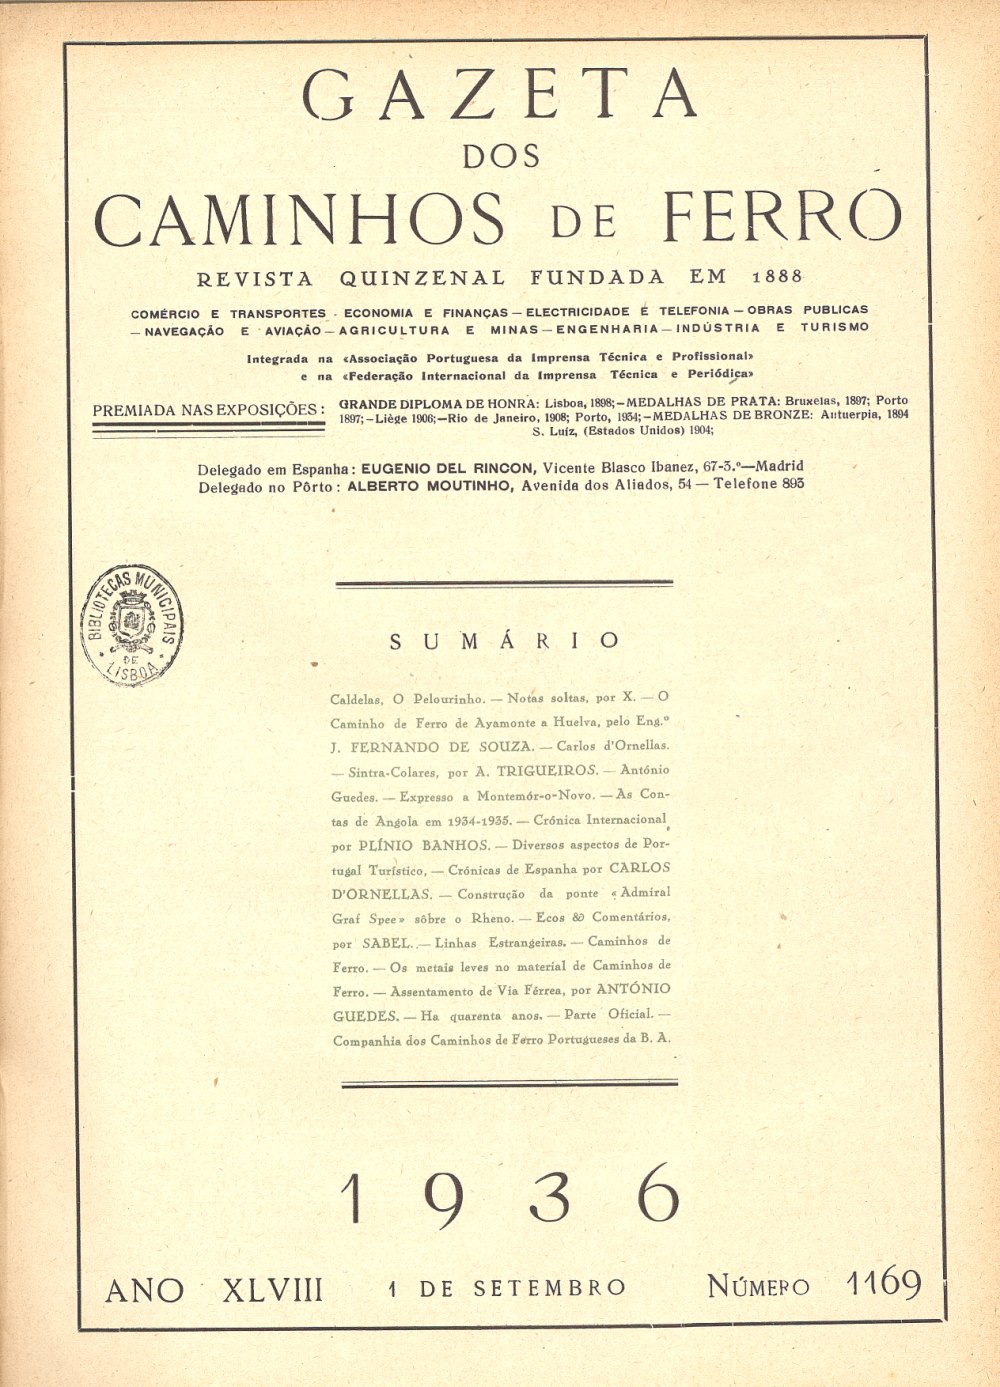 GAZETA
DOS
CAMINHOS DE FERRO
REVISTA QUINZENAL FUNDADA EM 1888
COMÉRCIO E TRANSPORTES - ECONOMIA E FINANÇAS — ELECTRICIDADE E TELEFONIA — OBRAS PUBLICAS
— NAVEGAÇÃO E AVIAÇÃO — AGRICULTURA E MINAS — ENGENHARIA — INDÚSTRIA E TURISMO
Integrada na «Associação Portuguesa da Imprensa Técnica e Profissional»
e na «Federação Internacional da Imprensa Técnica e Periódica»
PREMIADA NAS EXPOSIÇÕES:
GRANDE DIPLOMA DE HONRA: Lisboa, 1898;—MEDALHAS DE PRATA: Bruxelas, 1897; Porto
1897;—Liège 1906;—Rio de Janeiro, 1908; Porto, 1934;—MEDALHAS DE BRONZE: Antuerpia, 1894
S. Luíz, (Estados Unidos) 1904;
Delegado em Espanha: EUGENIO DEL RINCON, Vicente Blasco Ibanez, 67-3.º—Madrid
Delegado no Pôrto: ALBERTO MOUTINHO, Avenida dos Aliados, 54 — Telefone 893
BIBLIOTECAS MUNICIPAIS
DE
LISBOA
SUMÁRIO
Caldelas, O Pelourinho. — Notas soltas, por X. — O
Caminho de Ferro de Ayamonte a Huelva, pelo Eng.º
J. FERNANDO DE SOUZA. — Carlos d'Ornellas.
— Sintra-Colares, por A. TRIGUEIROS. — António
Guedes. — Expresso a Montemór-o-Novo. — As Con-
tas de Angola em 1934-1935. — Crónica Internacional,
por PLÍNIO BANHOS. — Diversos aspectos de Por-
tugal Turístico, — Crónicas de Espanha por CARLOS
D'ORNELLAS. — Construção da ponte «Admiral
Graf Spee» sôbre o Rheno. — Ecos & Comentários,
por SABEL. — Linhas Estrangeiras. — Caminhos de
Ferro. — Os metais leves no material de Caminhos de
Ferro. — Assentamento de Via Férrea, por ANTÓNIO
GUEDES. — Ha quarenta anos. — Parte Oficial. —
Companhia dos Caminhos de Ferro Portugueses da B. A.
1936
ANO XLVIII 1 DE SETEMBRO NÚMERO 1169